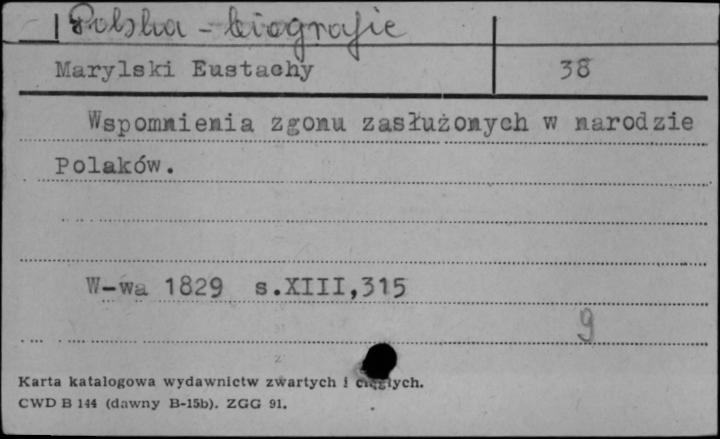 Polska - biografie
Marylski Eustachy 38
Wspomnienia zgonu zasłużonych w narodzie
Polaków.
W-wa 1829 s.XIII,315
9
Karta katalogowa wydawnictw zwartych i ciągłych.
CWD B 144 (dawny B-15b). ZGG 91.